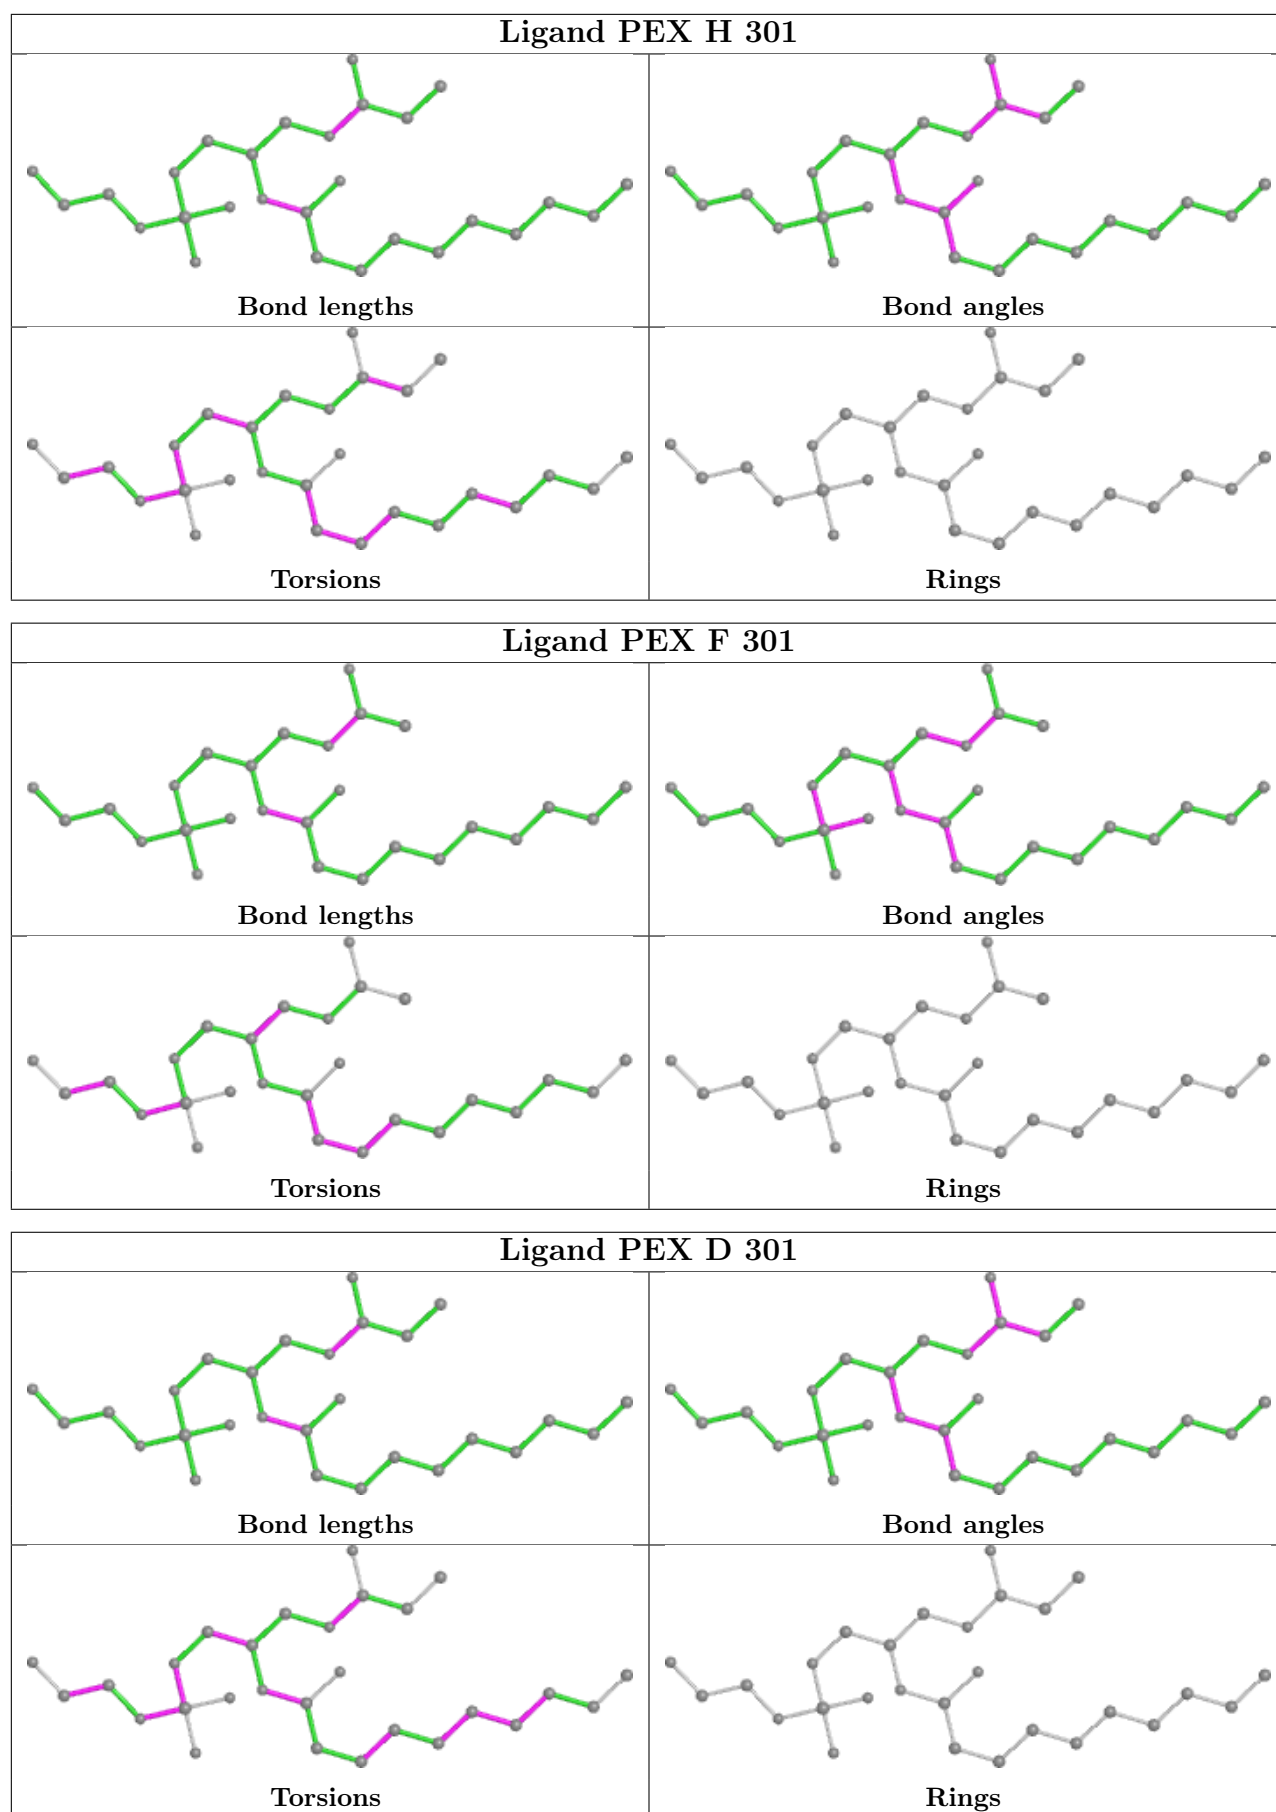 Ligand PEX H 301
Bond lengths
Bond angles
Torsions
Rings
Ligand PEX F 301
Bond lengths
Bond angles
Torsions
Rings
Ligand PEX D 301
Bond lengths
Bond angles
Torsions
Rings